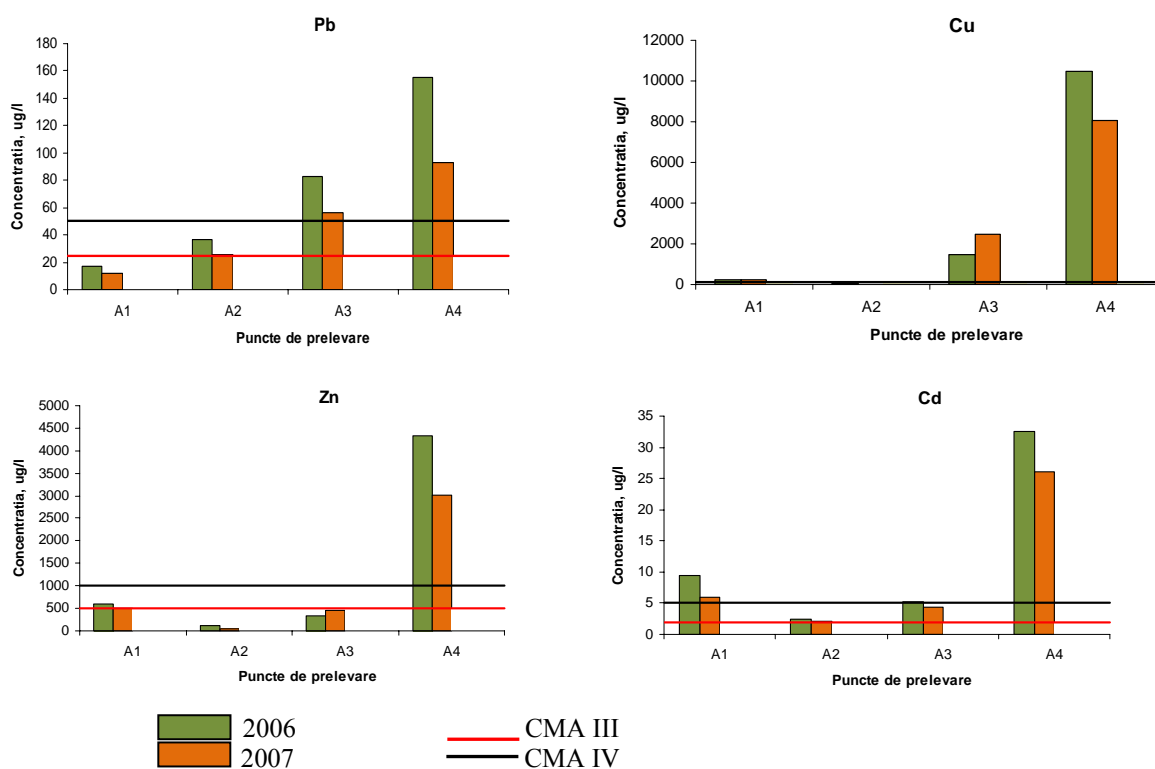 Pb
Concentratia, ug/l
180
160
140
120
100
80
60
40
20
0
A1 A2 A3 A4
Puncte de prelevare
Cu
Concentratia, ug/l
12000
10000
8000
6000
4000
2000
0
A1 A2 A3 A4
Puncte de prelevare
Zn
Concentratia, ug/l
5000
4500
4000
3500
3000
2500
2000
1500
1000
500
0
A1 A2 A3 A4
Puncte de prelevare
Cd
Concentratia, ug/l
35
30
25
20
15
10
5
0
A1 A2 A3 A4
Puncte de prelevare
2006 CMA III
2007 CMA IV